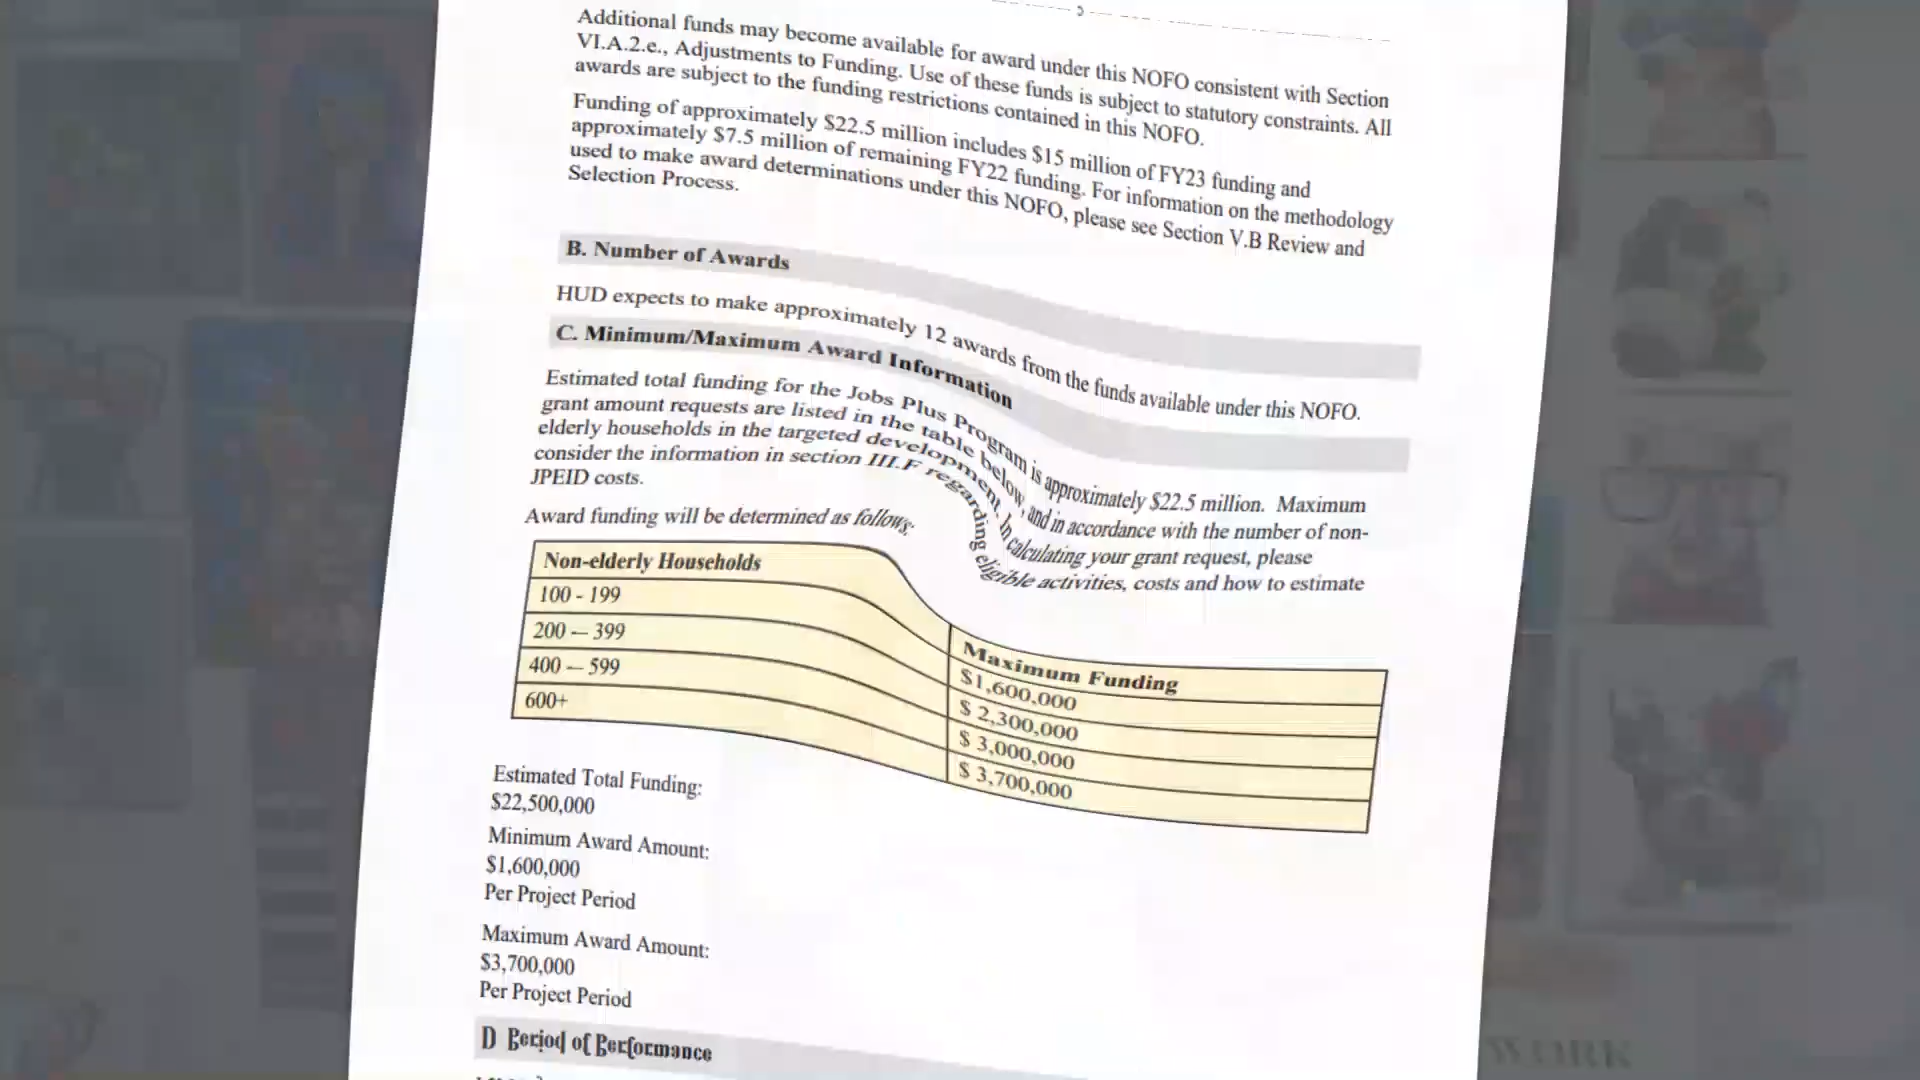 Additional funds may become available for award under this NOFO consistent with Section
VI.A.2.e., Adjustments to Funding. Use of these funds is subject to statutory constraints. All
awards are subject to the funding restrictions contained in this NOFO.
Funding of approximately $22.5 million includes $15 million of FY23 funding and
approximately $7.5 million of remaining FY22 funding. For information on the methodology
used to make award determinations under this NOFO, please see Section V.B Review and
Selection Process.
B. Number of Awards
HUD expects to make approximately 12 awards from the funds available under this NOFO.
C. Minimum/Maximum Award Information
Estimated total funding for the Jobs Plus Program is approximately $22.5 million. Maximum
grant amount requests are listed in the table below, and in accordance with the number of non-
elderly households in the targeted development. In calculating your grant request, please
consider the information in section III.F regarding eligible activities, costs and how to estimate
JPEID costs.
Award funding will be determined as follows:
Non-elderly Households Maximum Funding
100 - 199 $1,600,000
200 — 399 $ 2,300,000
400 — 599 $ 3,000,000
600+ $ 3,700,000
Estimated Total Funding:
$22,500,000
Minimum Award Amount:
$1,600,000
Per Project Period
Maximum Award Amount:
$3,700,000
Per Project Period
D Period of Performance
WORK